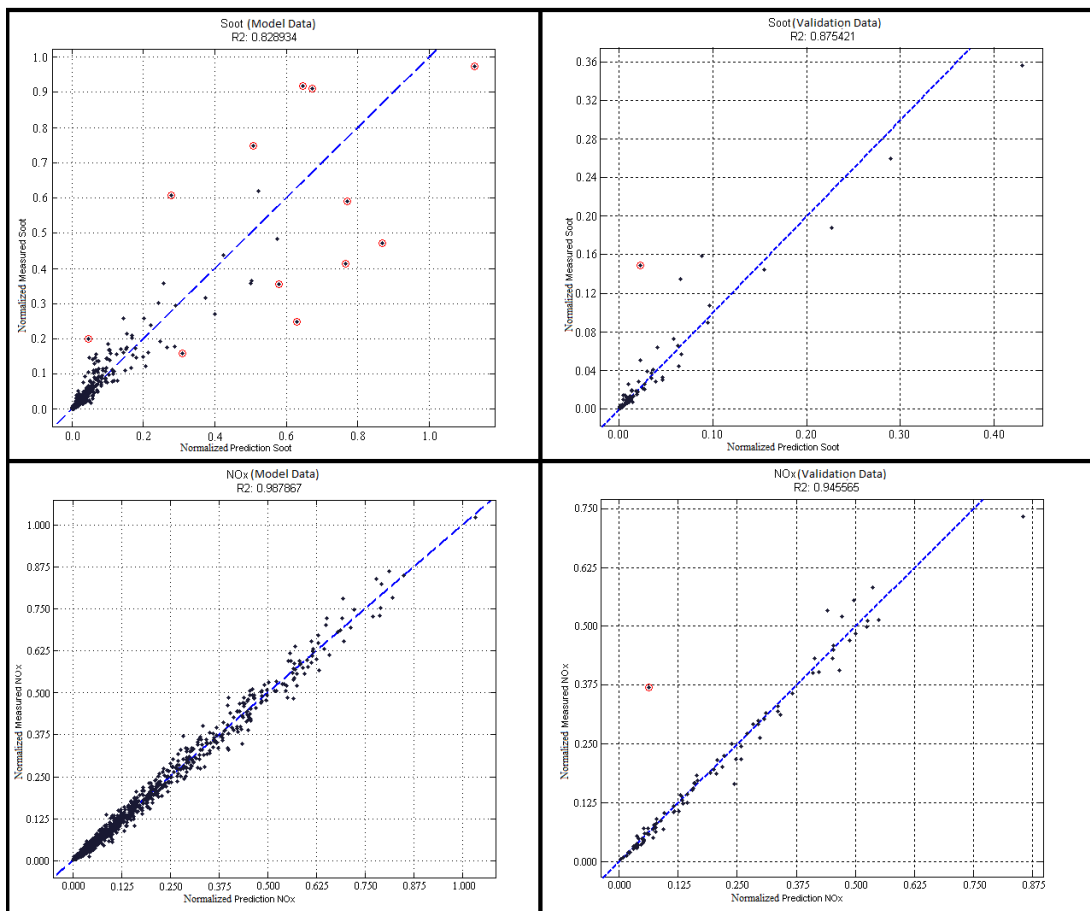 Soot (Model Data)
R2: 0.828934
1.0
0.9
0.8
0.7
0.6
0.5
0.4
0.3
0.2
0.1
0.0
Normalized Measured Soot
0.0 0.2 0.4 0.6 0.8 1.0
Normalized Prediction Soot
Soot (Validation Data)
R2: 0.875421
0.36
0.32
0.28
0.24
0.20
0.16
0.12
0.08
0.04
0.00
Normalized Measured Soot
0.00 0.10 0.20 0.30 0.40
Normalized Prediction Soot
NOx (Model Data)
R2: 0.987867
1.000
0.875
0.750
0.625
0.500
0.375
0.250
0.125
0.000
Normalized Measured NOx
0.000 0.125 0.250 0.375 0.500 0.625 0.750 0.875 1.000
Normalized Prediction NOx
NOx (Validation Data)
R2: 0.945565
0.750
0.625
0.500
0.375
0.250
0.125
0.000
Normalized Measured NOx
0.000 0.125 0.250 0.375 0.500 0.625 0.750 0.875
Normalized Prediction NOx